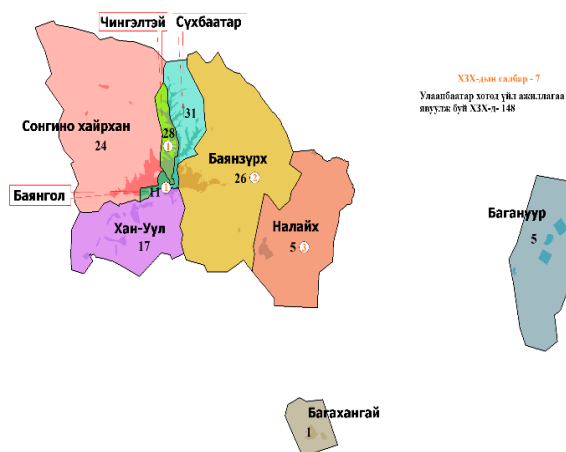 Чингэлтэй
Сүхбаатар
ХЗХ-дын салбар - 7
Улаапбаатар хотод үйл ажиллагаа
явуулж буй ХЗХ-д- 148
31
Сонгино хайрхан
24
28
1
Баянзүрх
26 2
Баянгол
11 1
Хан-Уул
17
Налайх
5 3
Багануур
5
Багахангай
1